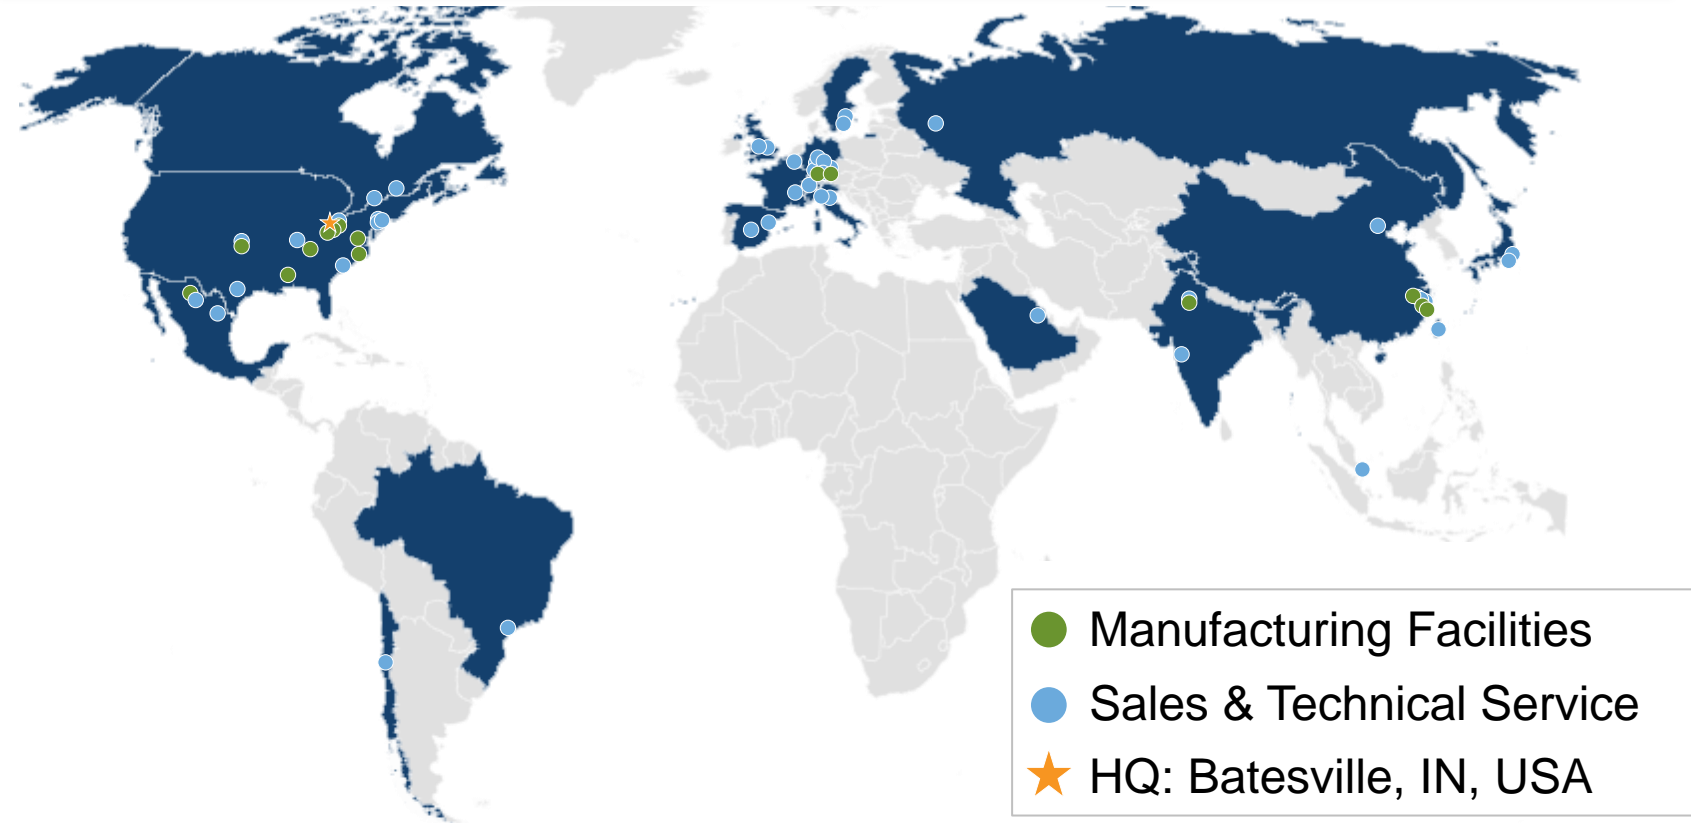 Manufacturing Facilities
Sales & Technical Service
HQ: Batesville, IN, USA